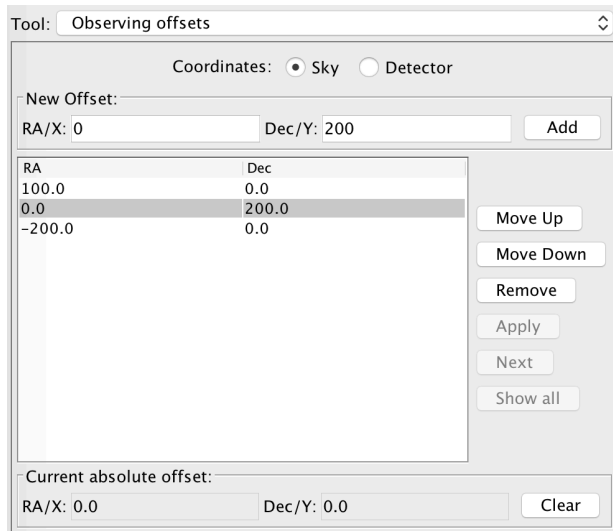 Tool: Observing offsets
Coordinates: Sky Detector
New Offset:
RA/X: 0 Dec/Y: 200 Add
RA Dec
100.0 0.0
0.0 200.0
-200.0 0.0
Move Up
Move Down
Remove
Apply
Next
Show all
Current absolute offset:
RA/X: 0.0 Dec/Y: 0.0 Clear